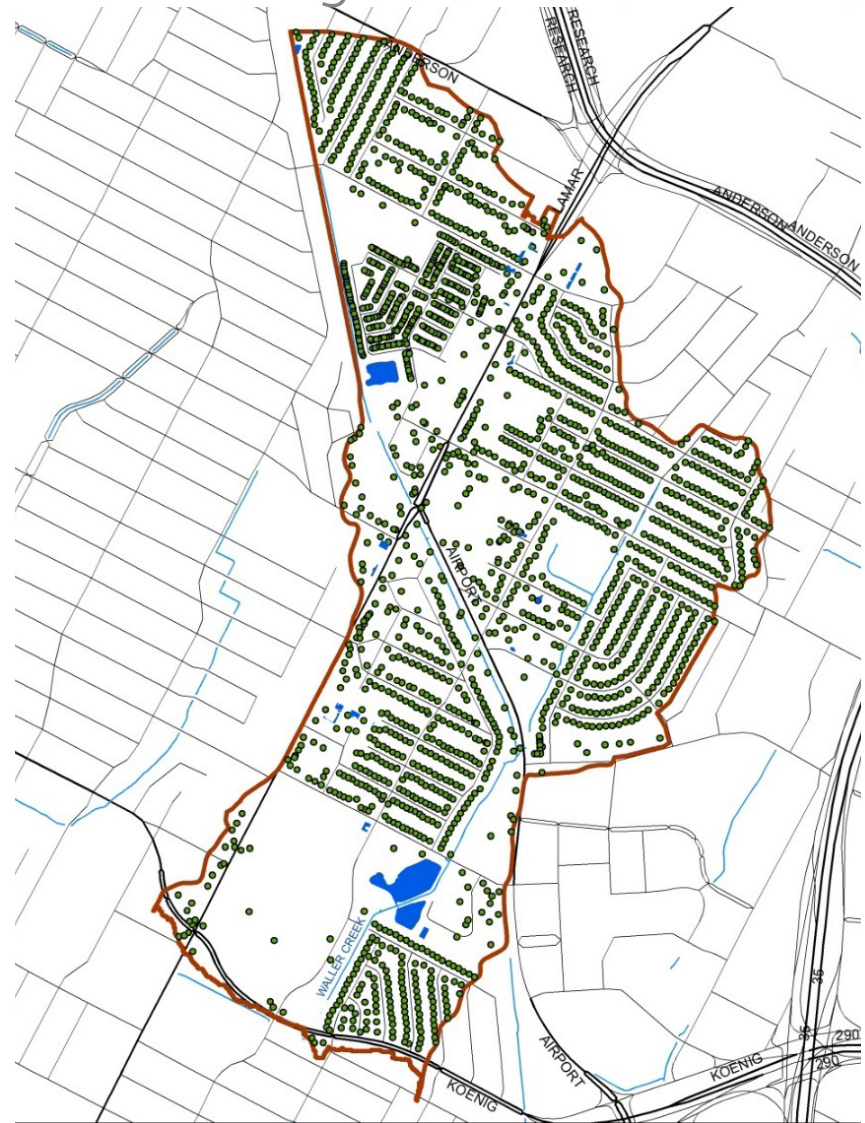 ANDERSON
RESEARCH
RESEARCH
LAMAR
ANDERSON
ANDERSON
AIRPORT
WALLER CREEK
35
35
290
290
AIRPORT
KOENIG
KOENIG